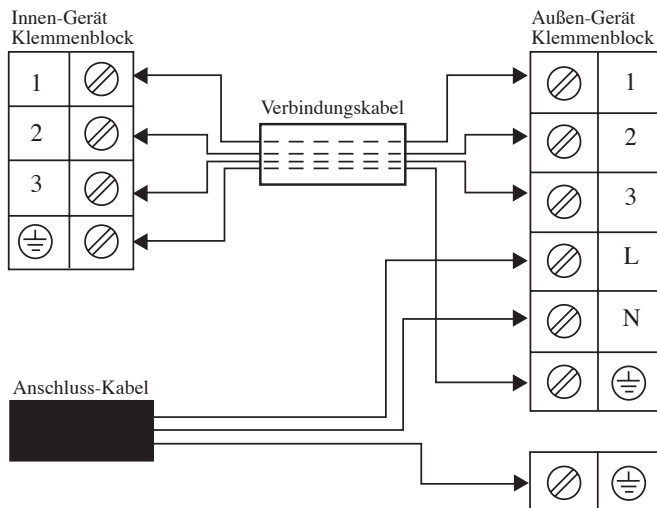 Innen-Gerät
Klemmenblock
1
2
3
Verbindungskabel
Außen-Gerät
Klemmenblock
1
2
3
L
N
Anschluss-Kabel